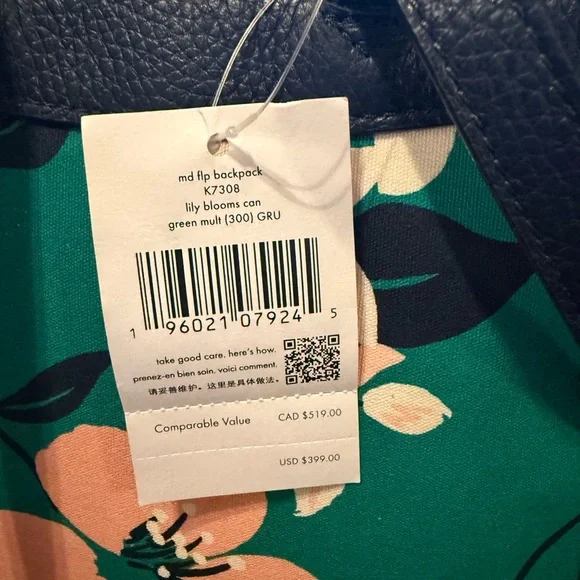 md flp backpack
K7308
lily blooms can
green mult (300) GRU
1 96021 07924 5
take good care. here's how.
prenez-en bien soin. voici comment.
请妥善维护。这里是具体做法。
Comparable Value CAD $519.00
USD $399.00